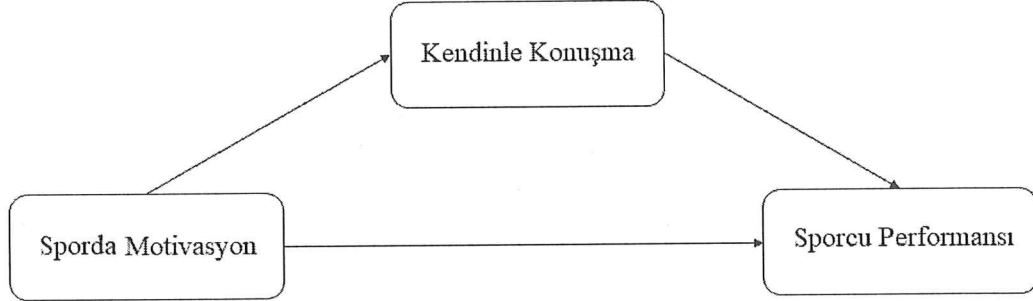 Kendinle Konuşma
Sporda Motivasyon
Sporcu Performansı